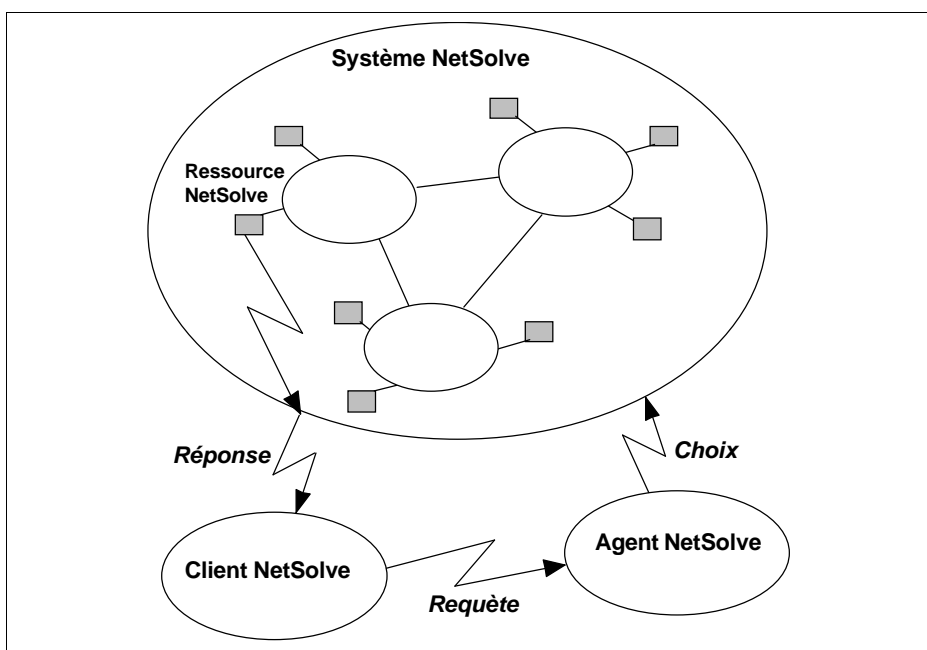 Système NetSolve
Ressource
NetSolve
Réponse
Choix
Client NetSolve
Agent NetSolve
Requète